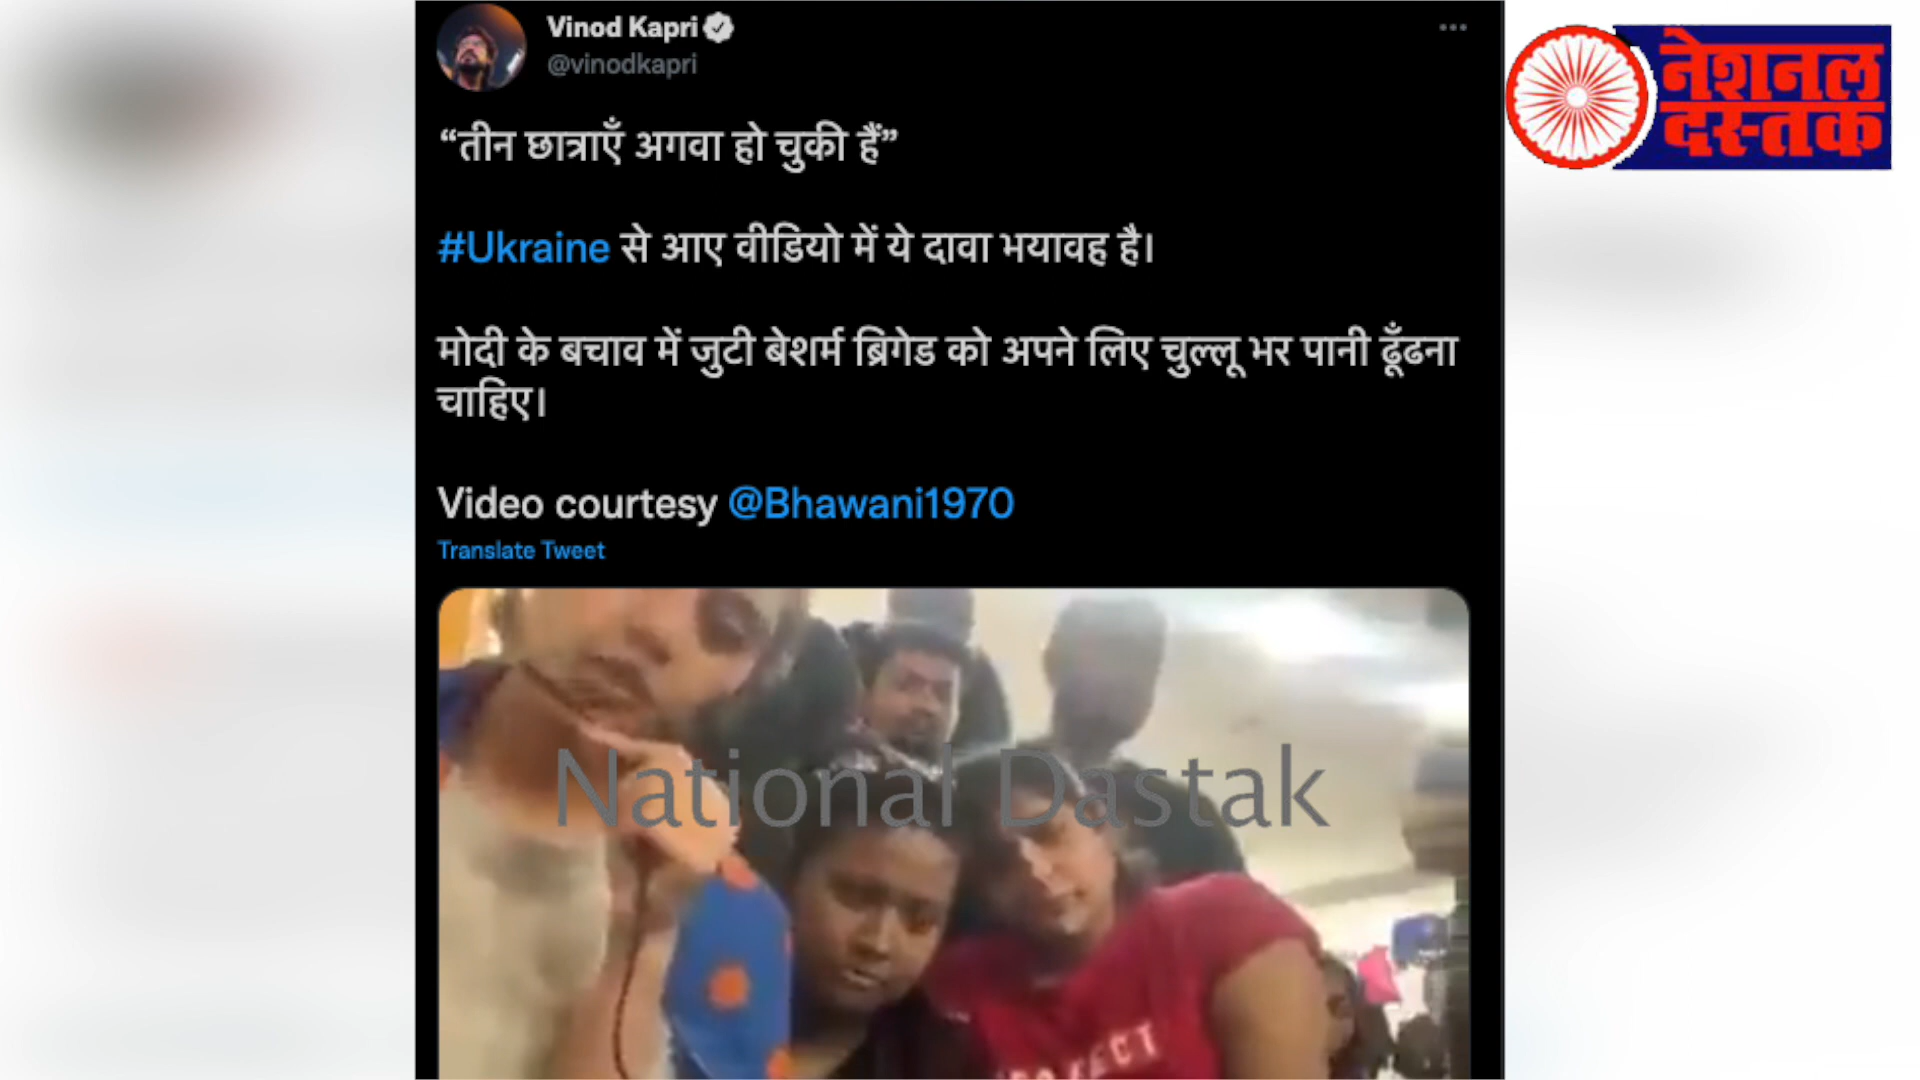 Vinod Kapri
@vinodkapri
नेशनल
दस्तक
“तीन छात्राएँ अगवा हो चुकी हैं”
#Ukraine से आए वीडियो में ये दावा भयावह है।
मोदी के बचाव में जुटी बेशर्म ब्रिगेड को अपने लिए चुल्लू भर पानी ढूँढना
चाहिए।
Video courtesy @Bhawani1970
Translate Tweet
National Dastak